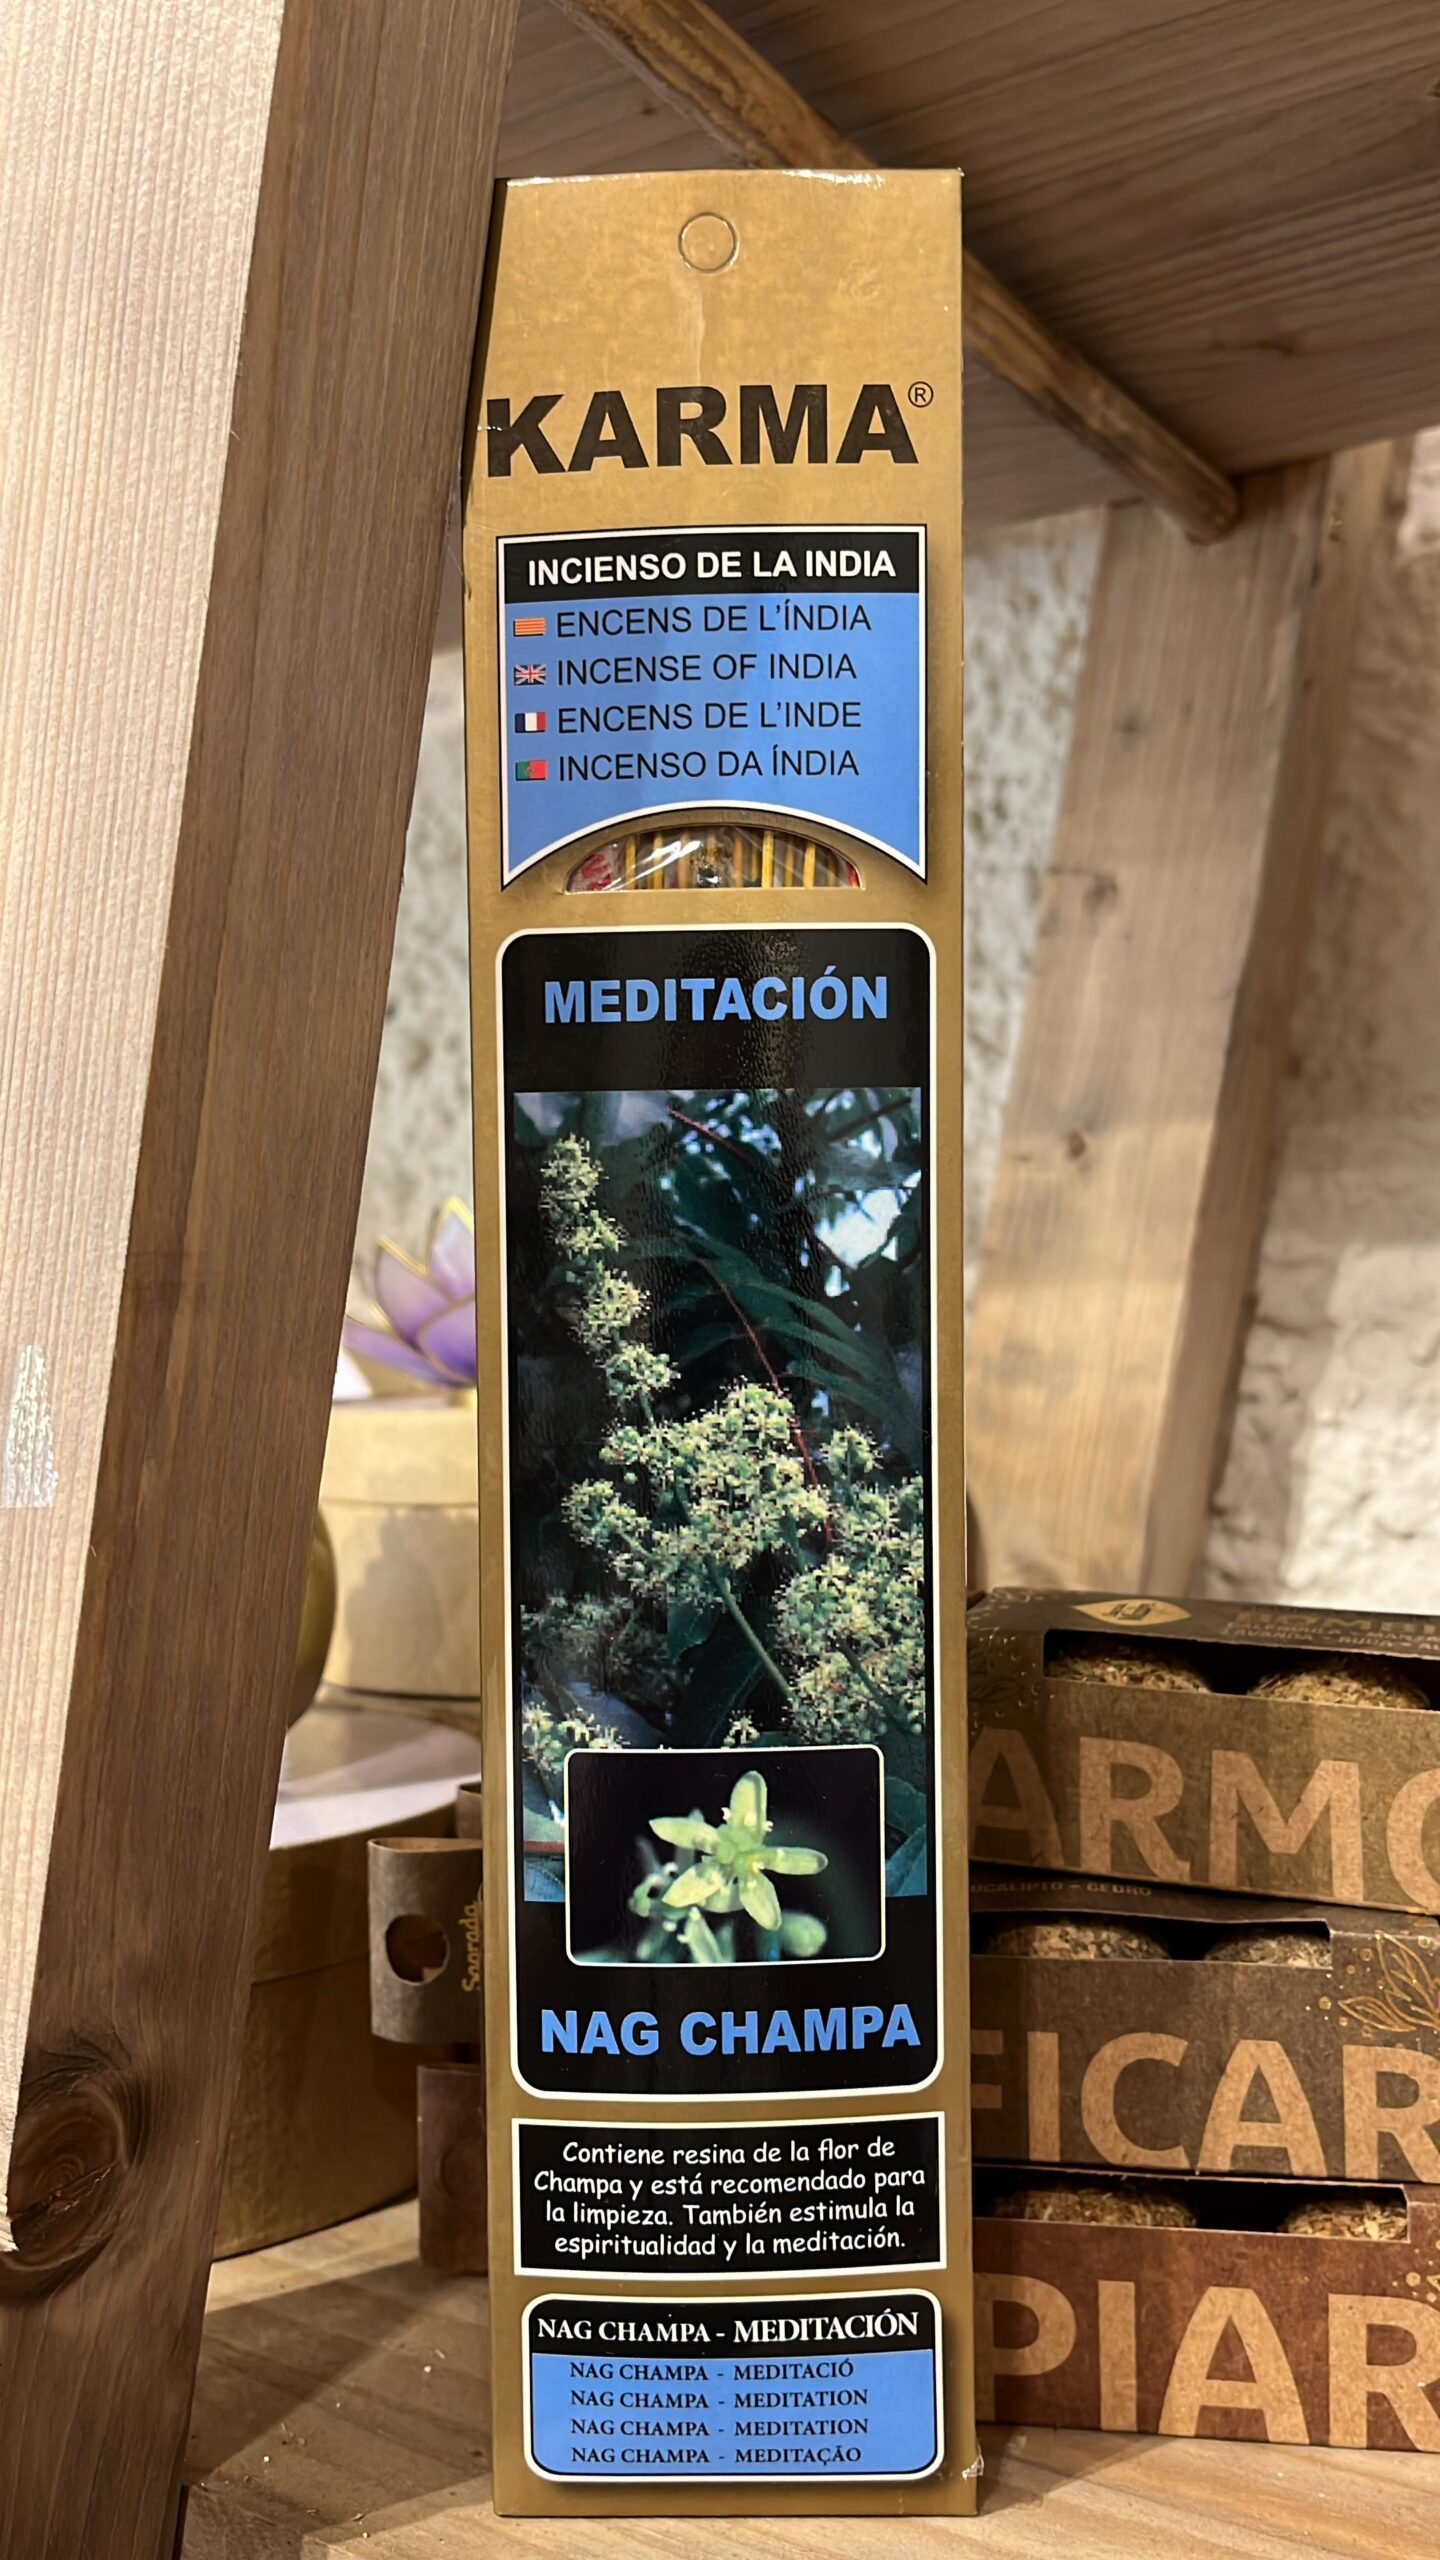 KARMA®
INCIENSO DE LA INDIA
ENCENS DE L'ÍNDIA
INCENSE OF INDIA
ENCENS DE L'INDE
INCENSO DA ÍNDIA
MEDITACIÓN
NAG CHAMPA
Contiene resina de la flor de
Champa y está recomendado para
la limpieza. También estimula la
espiritualidad y la meditación.
NAG CHAMPA - MEDITACIÓN
NAG CHAMPA - MEDITACIÓ
NAG CHAMPA - MEDITATION
NAG CHAMPA - MEDITATION
NAG CHAMPA - MEDITAÇÃO
Sagrada
ARMO
CEDRO
FICAR
PIAR